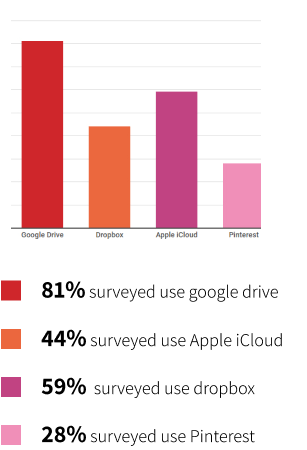 Google Drive Dropbox Apple iCloud Pinterest
81% surveyed use google drive
44% surveyed use Apple iCloud
59% surveyed use dropbox
28% surveyed use Pinterest